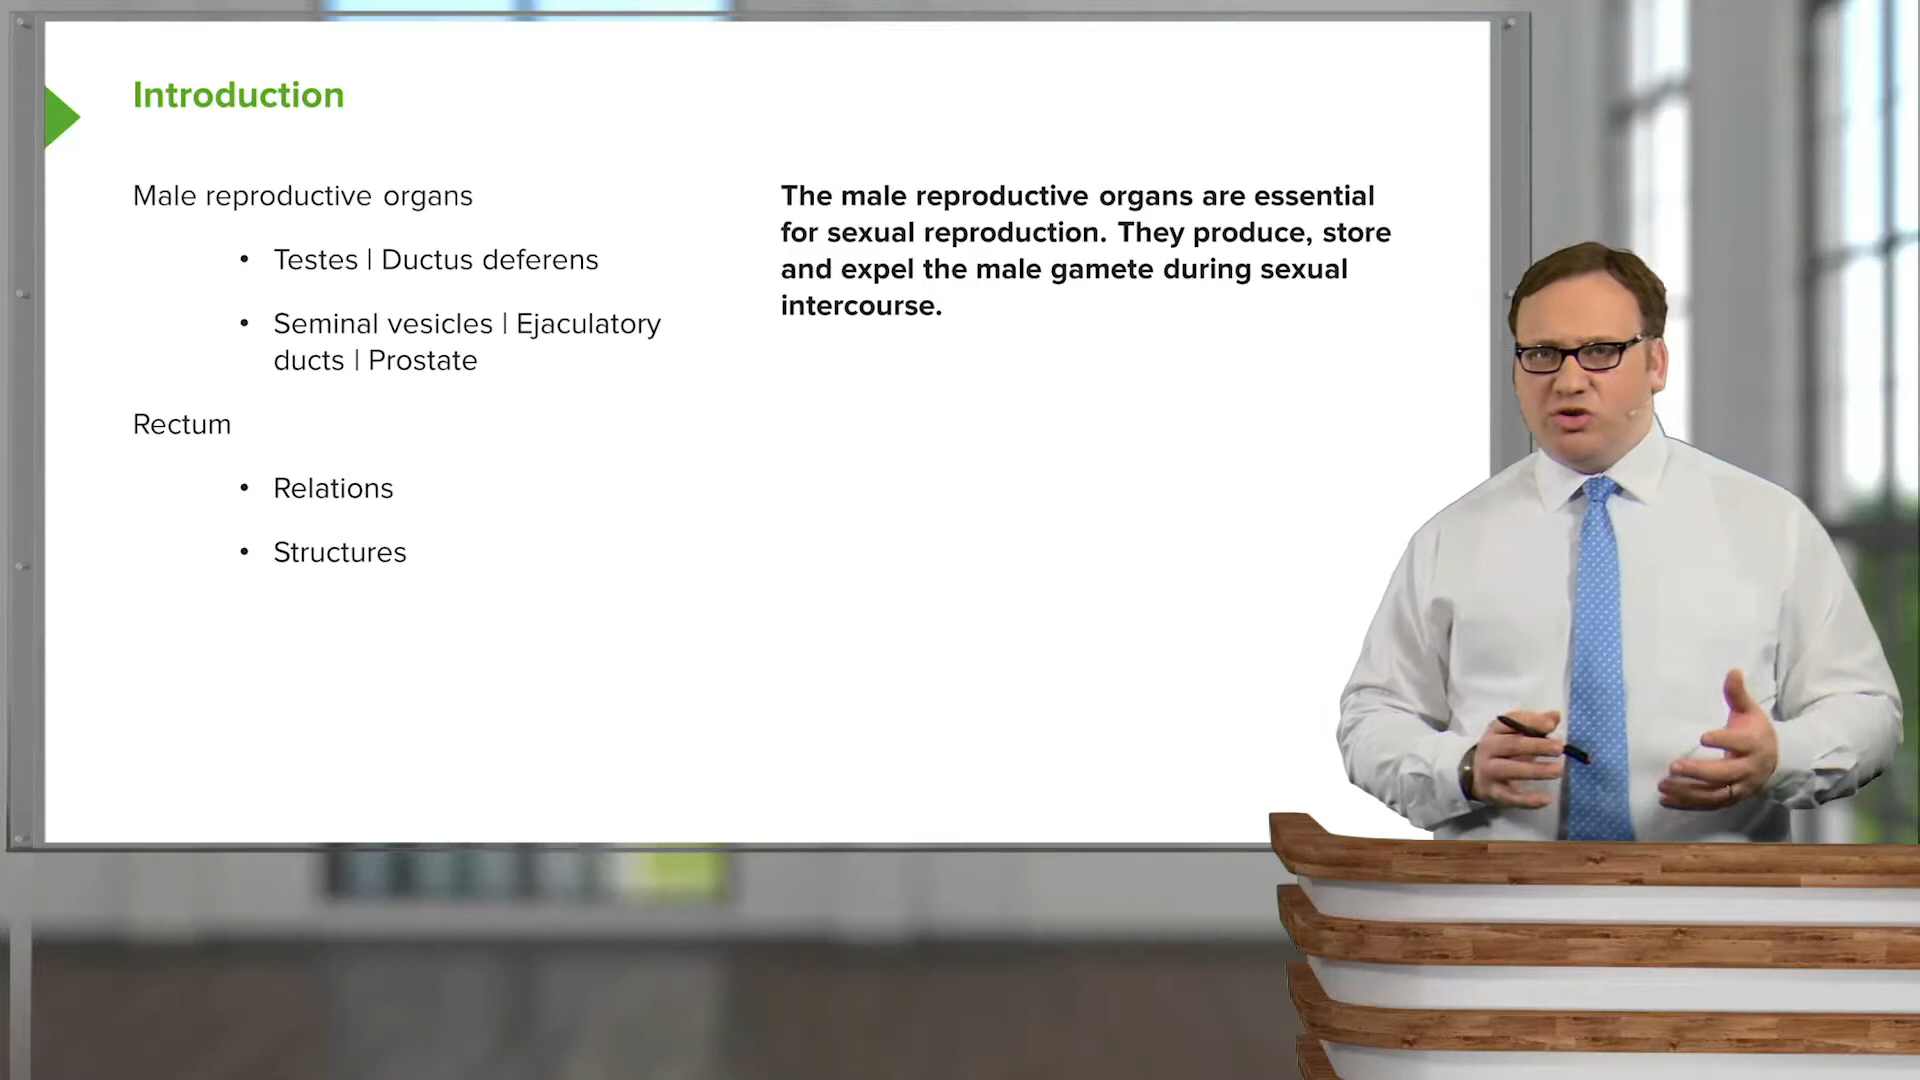 Introduction
Male reproductive organs
• Testes | Ductus deferens
• Seminal vesicles | Ejaculatory
ducts | Prostate
Rectum
• Relations
• Structures
The male reproductive organs are essential
for sexual reproduction. They produce, store
and expel the male gamete during sexual
intercourse.